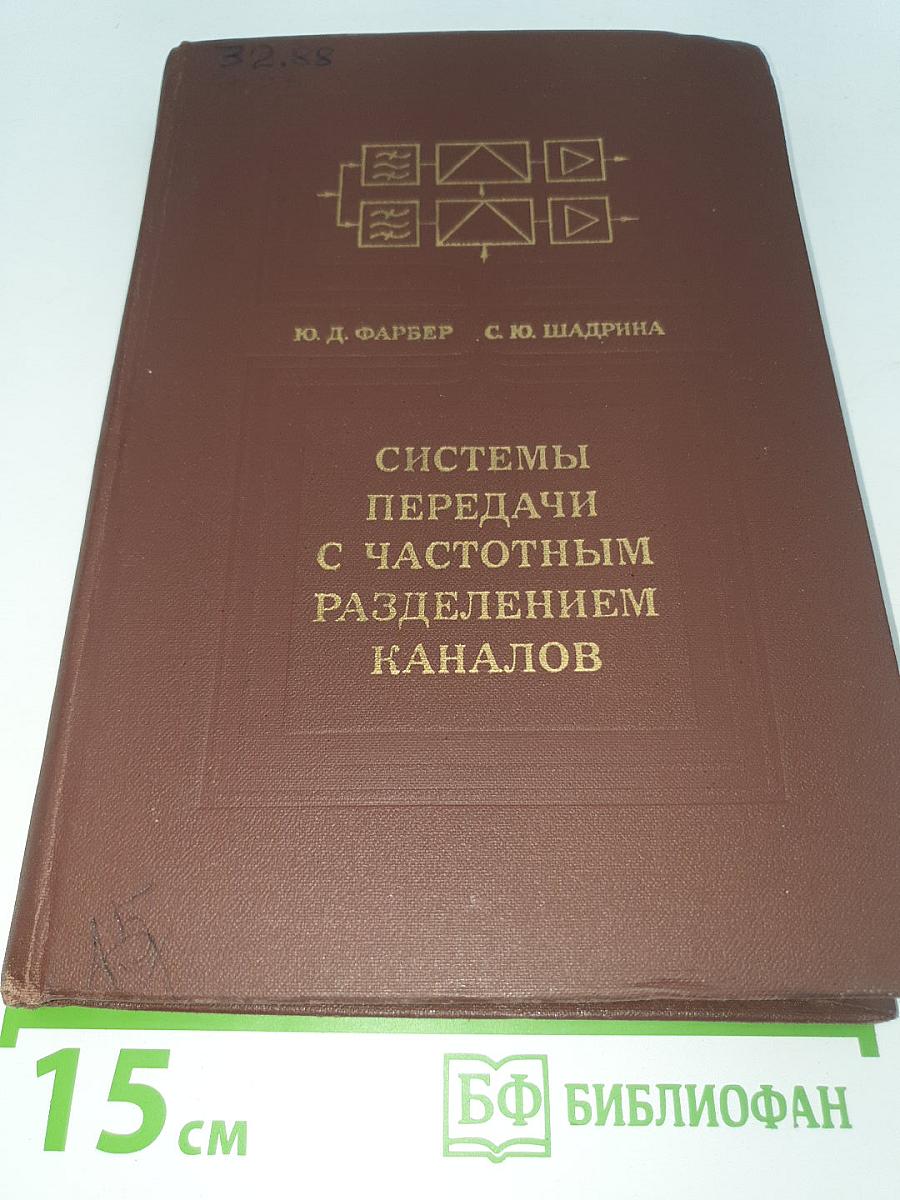 32.88
Ю. Д. ФАРБЕР С. Ю. ШАДРИНА
СИСТЕМЫ
ПЕРЕДАЧИ
С ЧАСТОТНЫМ
РАЗДЕЛЕНИЕМ
КАНАЛОВ
15 см
БФ БИБЛИОФАН